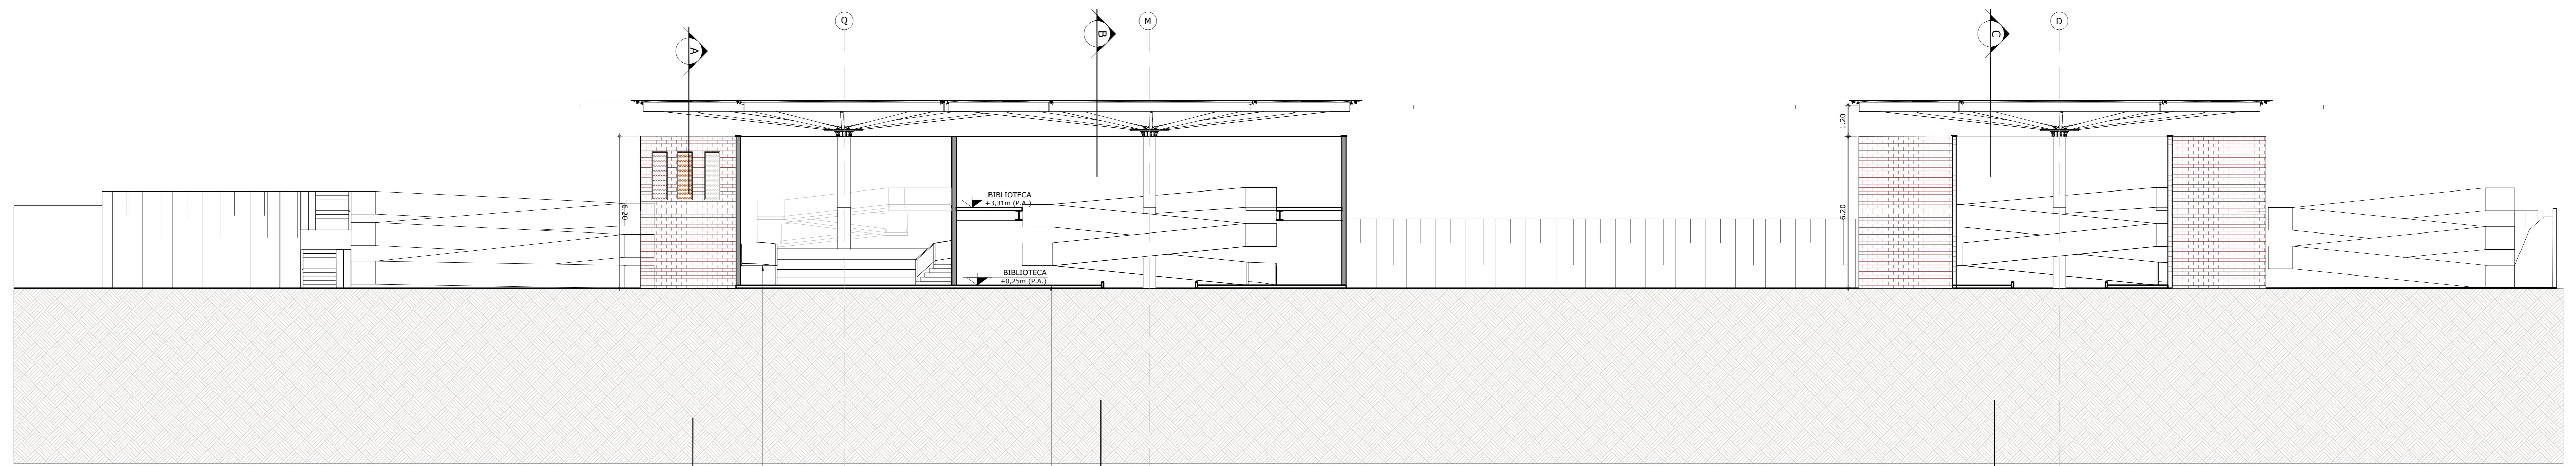 Q
B
M
C
D
A
1.20
BIBLIOTECA
+3,31m (P.A.)
6.20
6.20
BIBLIOTECA
+0,25m (P.A.)